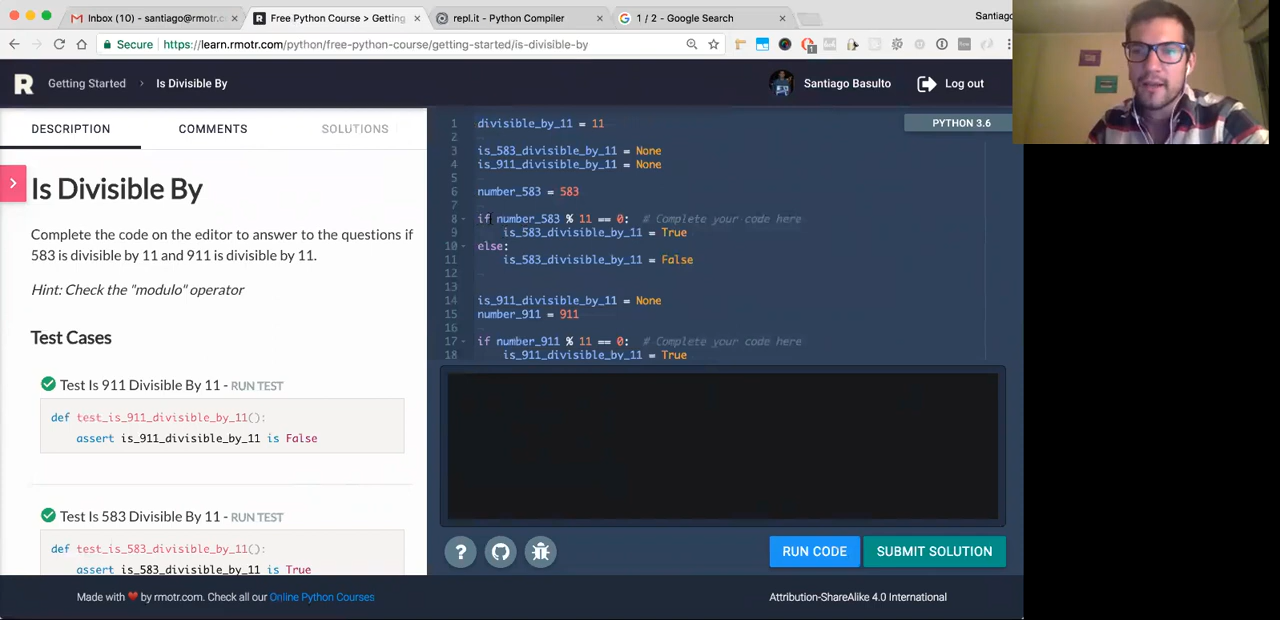 Inbox (10) - santiago@rmotr.c
Free Python Course > Getting
repl.it - Python Compiler
1 / 2 - Google Search
Santiago
Secure
https://learn.rmotr.com/python/free-python-course/getting-started/is-divisible-by
R
Getting Started
Is Divisible By
Santiago Basulto
Log out
DESCRIPTION
COMMENTS
SOLUTIONS
Is Divisible By
Complete the code on the editor to answer to the questions if
583 is divisible by 11 and 911 is divisible by 11.
Hint: Check the "modulo" operator
Test Cases
Test Is 911 Divisible By 11 - RUN TEST
def test_is_911_divisible_by_11():
assert is_911_divisible_by_11 is False
Test Is 583 Divisible By 11 - RUN TEST
def test_is_583_divisible_by_11():
assert is_583_divisible_by_11 is True
PYTHON 3.6
1 divisible_by_11 = 11
2
3 is_583_divisible_by_11 = None
4 is_911_divisible_by_11 = None
5
6 number_583 = 583
7
8 if number_583 % 11 == 0: # Complete your code here
9 is_583_divisible_by_11 = True
10 else:
11 is_583_divisible_by_11 = False
12
13
14 is_911_divisible_by_11 = None
15 number_911 = 911
16
17 if number_911 % 11 == 0: # Complete your code here
18 is_911_divisible_by_11 = True
?
RUN CODE
SUBMIT SOLUTION
Made with ❤ by rmotr.com. Check all our Online Python Courses
Attribution-ShareAlike 4.0 International